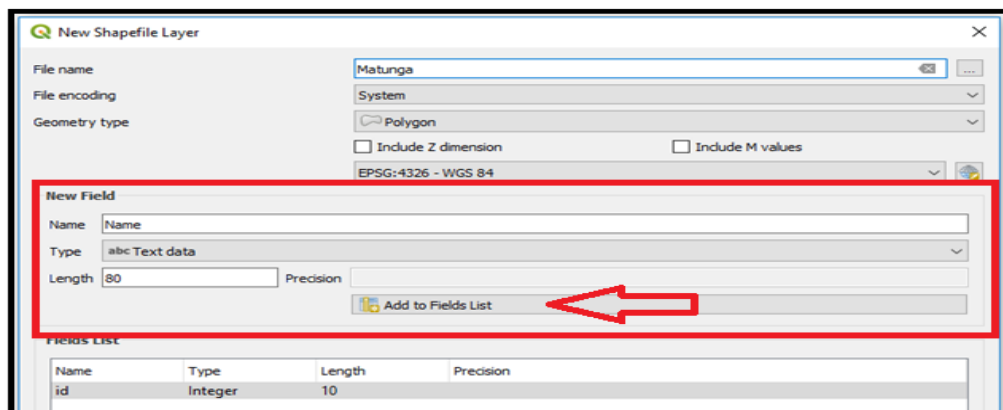 New Shapefile Layer
File name Matunga ...
File encoding System
Geometry type Polygon
Include Z dimension Include M values
EPSG:4326 - WGS 84
New Field
Name Name
Type abc Text data
Length 80 Precision
Add to Fields List
Fields List
Name Type Length Precision
id Integer 10